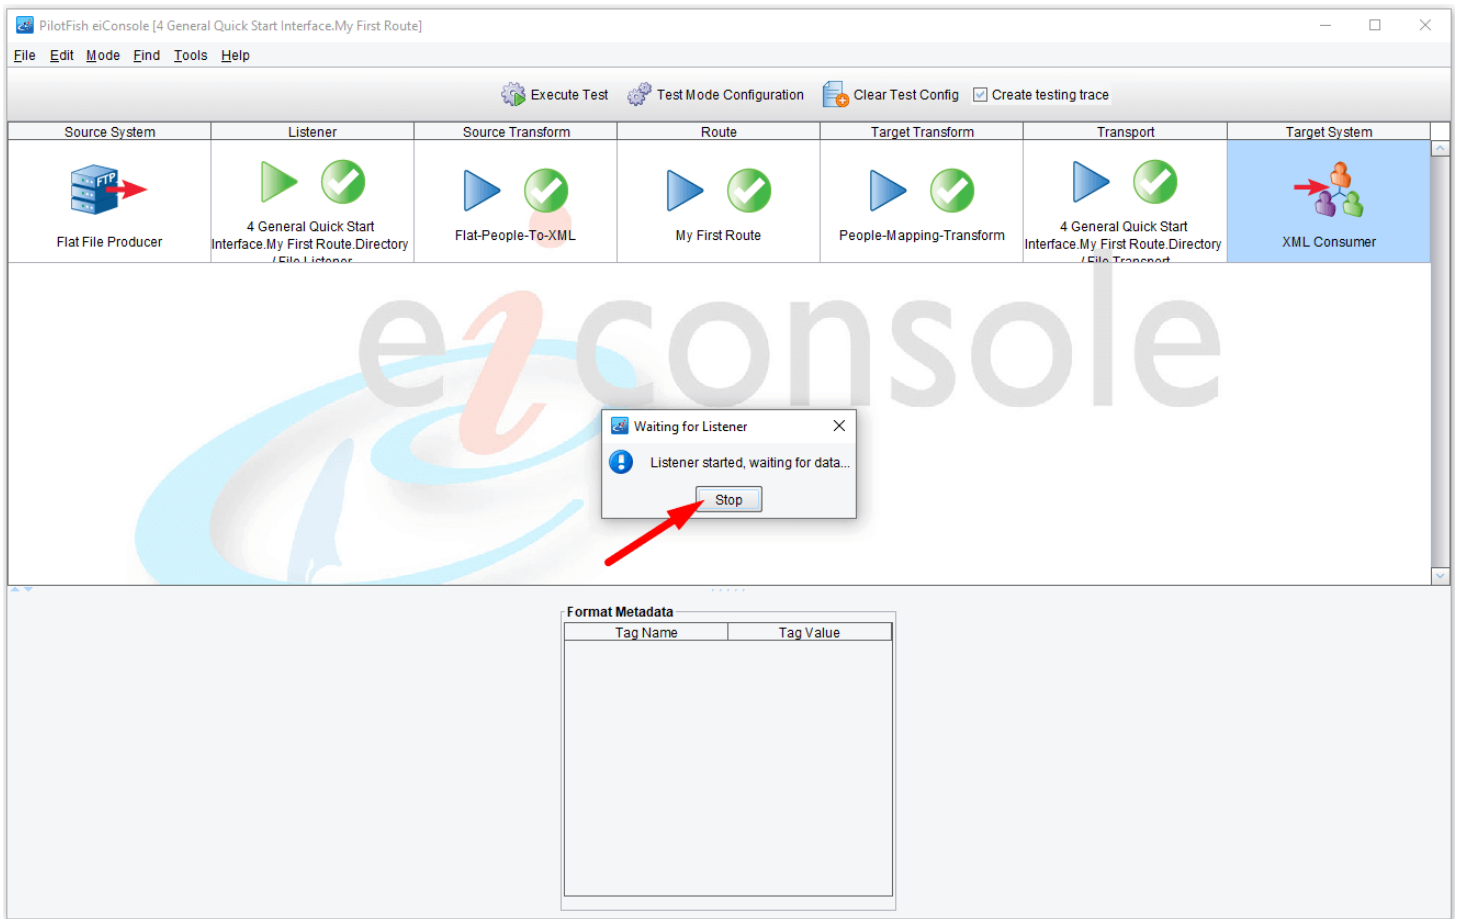 PilotFish eiConsole [4 General Quick Start Interface.My First Route]
File Edit Mode Find Tools Help
Execute Test Test Mode Configuration Clear Test Config Create testing trace
Source System Listener Source Transform Route Target Transform Transport Target System
FTP
Flat File Producer
4 General Quick Start
Interface.My First Route.Directory
/ File Listener
Flat-People-To-XML
My First Route
People-Mapping-Transform
4 General Quick Start
Interface.My First Route.Directory
/ File Transport
XML Consumer
eiconsole
Waiting for Listener
Listener started, waiting for data...
Stop
Format Metadata
Tag Name Tag Value